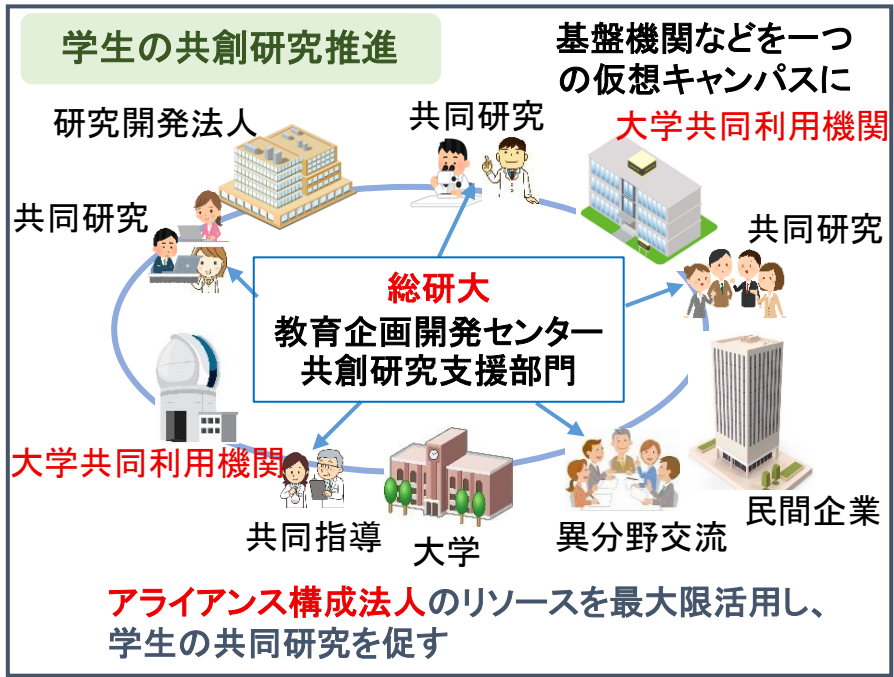 学生の共創研究推進
基盤機関などを一つ
の仮想キャンパスに
研究開発法人
共同研究
大学共同利用機関
共同研究
共同研究
総研大
教育企画開発センター
共創研究支援部門
大学共同利用機関
共同指導
大学
異分野交流
民間企業
アライアンス構成法人のリソースを最大限活用し、
学生の共同研究を促す